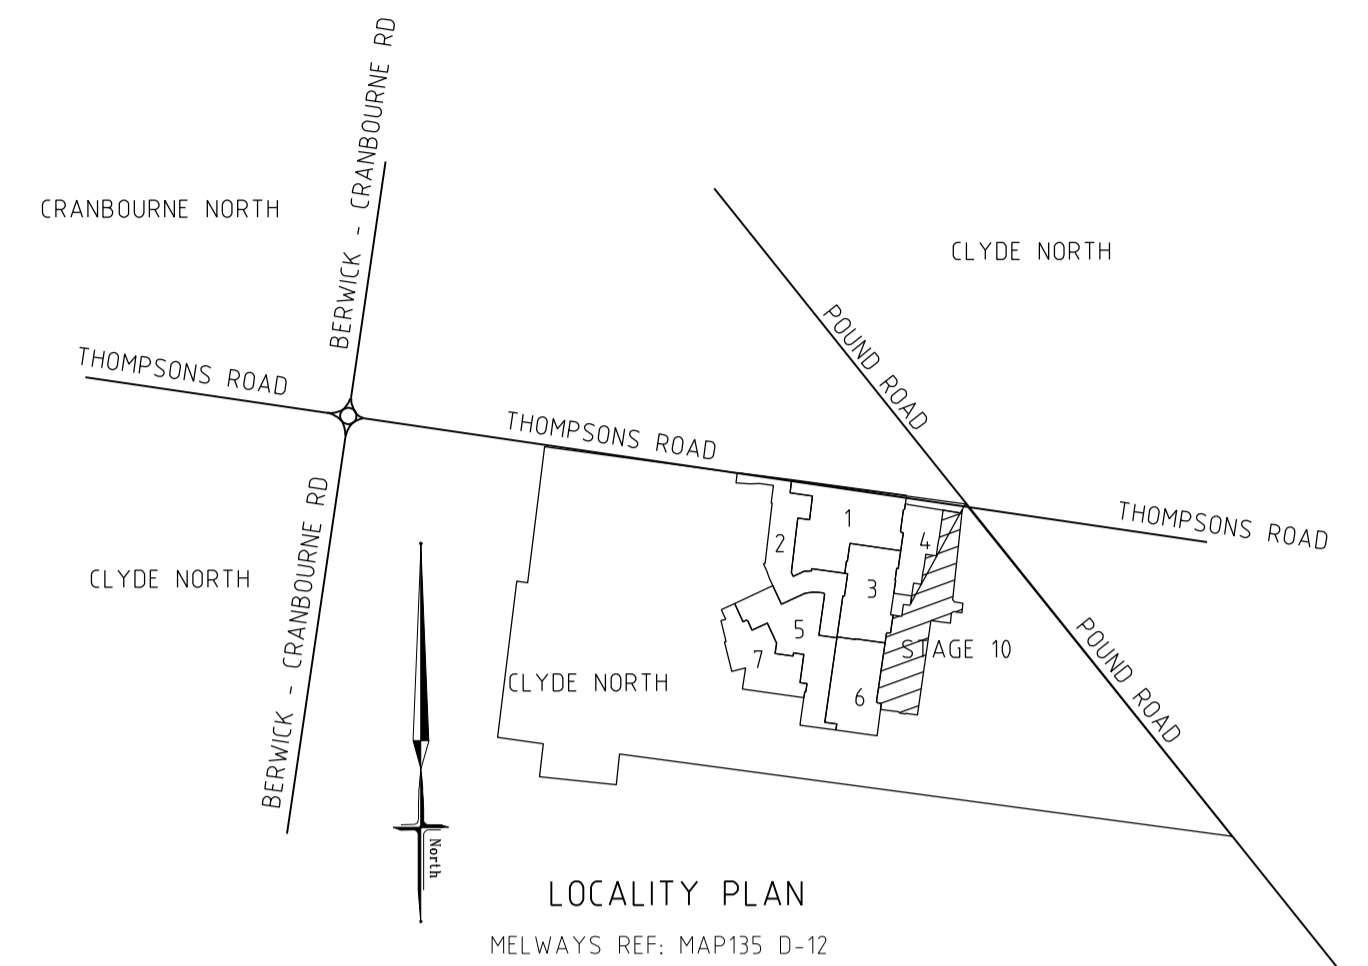 BERWICK - CRANBOURNE RD
CRANBOURNE NORTH
CLYDE NORTH
POUND ROAD
THOMPSONS ROAD
THOMPSONS ROAD
THOMPSONS ROAD
1
2
4
3
CLYDE NORTH
BERWICK - CRANBOURNE RD
5
STAGE 10
7
6
CLYDE NORTH
POUND ROAD
North
LOCALITY PLAN
MELWAYS REF: MAP135 D-12